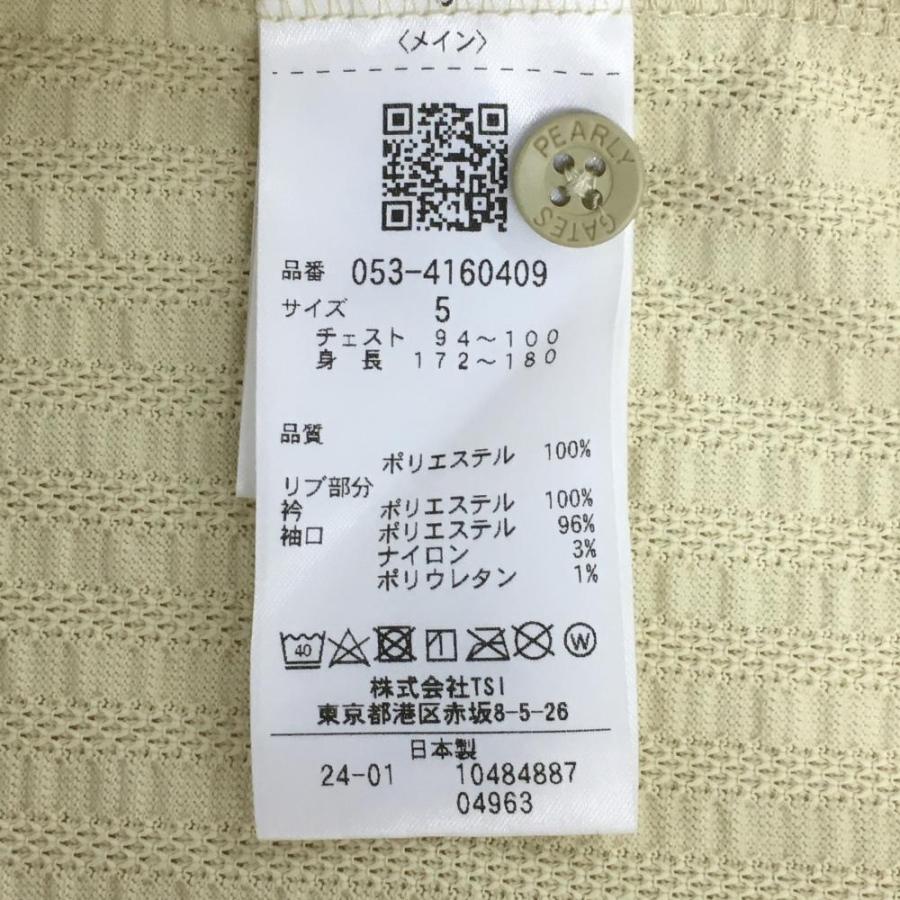 〈メイン〉
PEARLY
GATES
品番 053-4160409
サイズ 5
チェスト 94～100
身 長 172～180
品質
ポリエステル 100%
リブ部分
衿 ポリエステル 100%
袖口 ポリエステル 96%
ナイロン 3%
ポリウレタン 1%
40 W
株式会社TSI
東京都港区赤坂8-5-26
日本製
24-01 10484887
04963